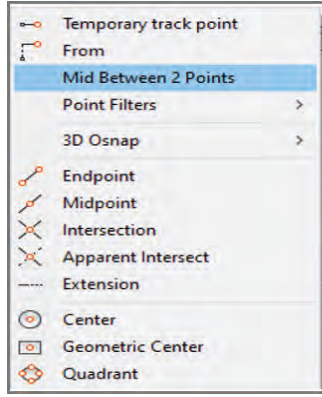 Temporary track point
From
Mid Between 2 Points
Point Filters
3D Osnap
Endpoint
Midpoint
Intersection
Apparent Intersect
Extension
Center
Geometric Center
Quadrant